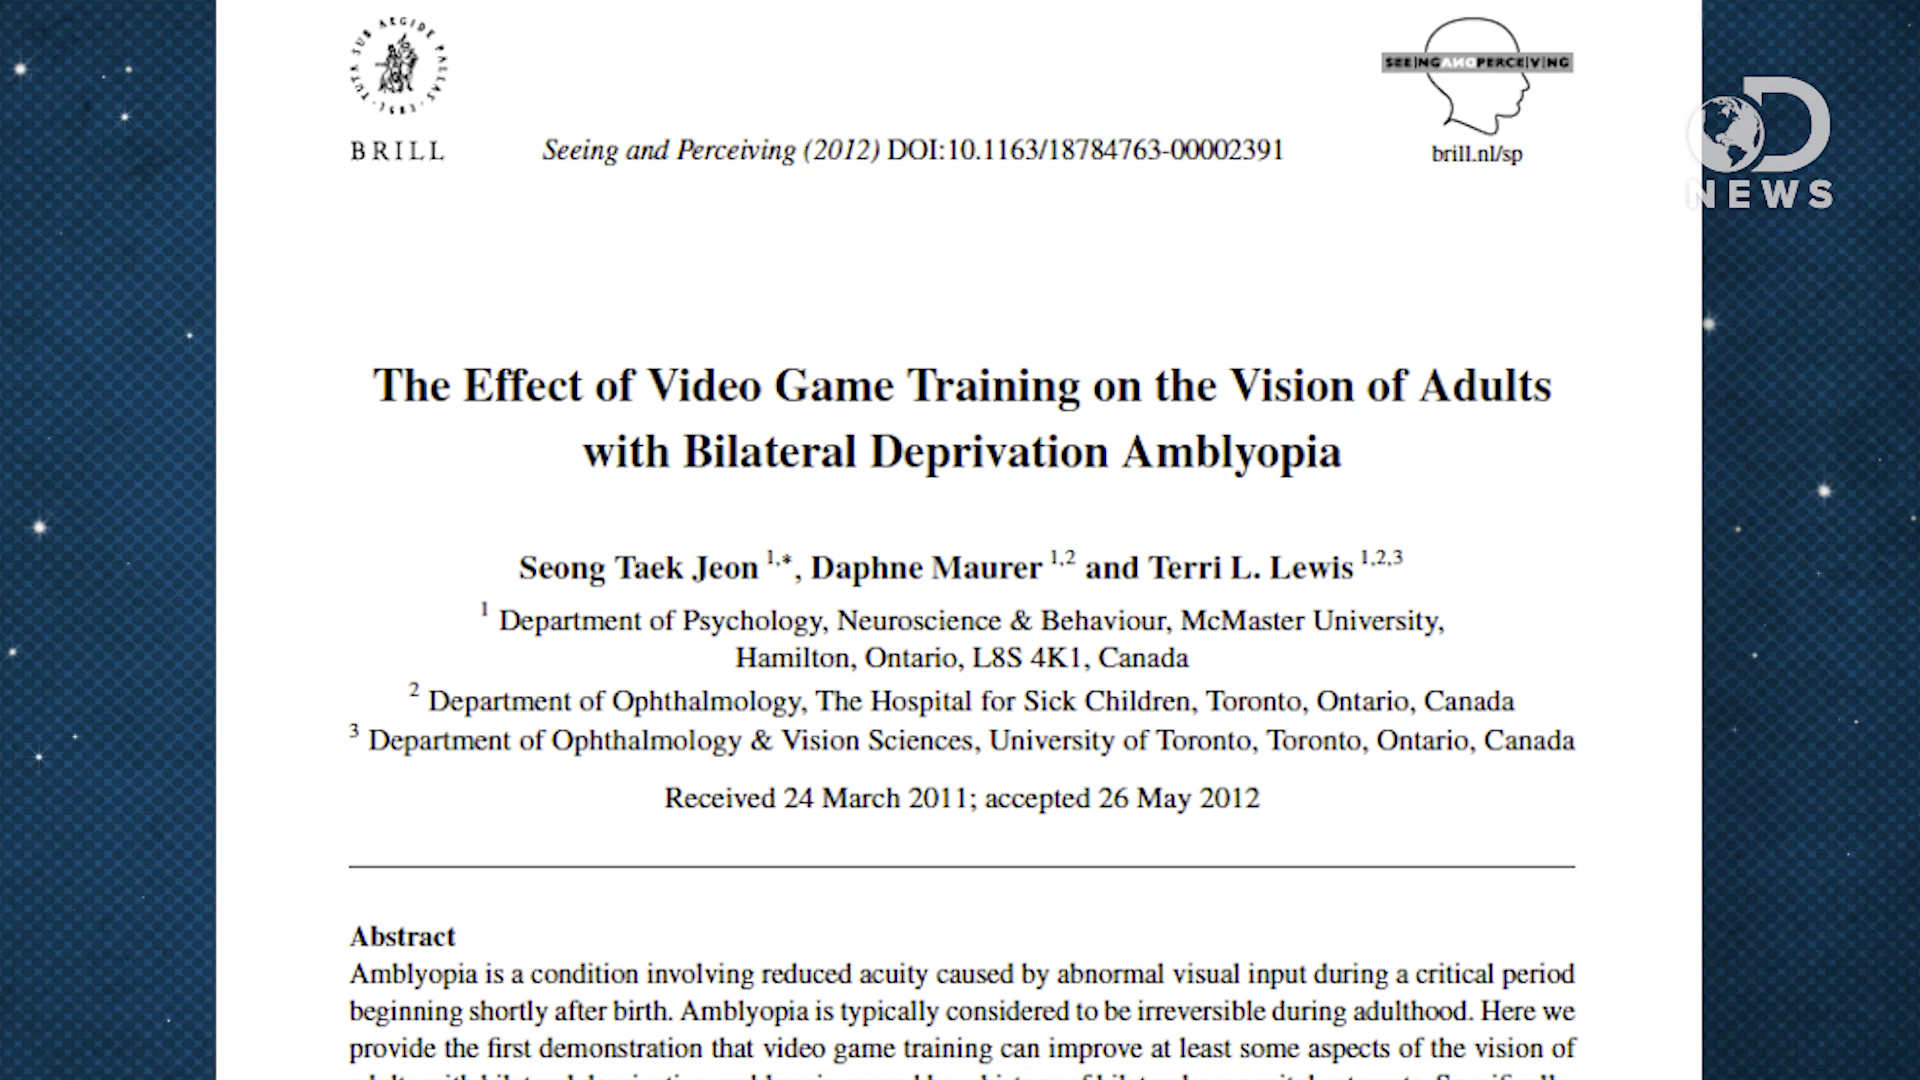 TUTA SUB AEGIDE PALLAS
BRILL
Seeing and Perceiving (2012) DOI:10.1163/18784763-00002391
SEEINGANDPERCEIVING
brill.nl/sp
D
NEWS
The Effect of Video Game Training on the Vision of Adults
with Bilateral Deprivation Amblyopia
Seong Taek Jeon 1,*, Daphne Maurer 1,2 and Terri L. Lewis 1,2,3
1 Department of Psychology, Neuroscience & Behaviour, McMaster University,
Hamilton, Ontario, L8S 4K1, Canada
2 Department of Ophthalmology, The Hospital for Sick Children, Toronto, Ontario, Canada
3 Department of Ophthalmology & Vision Sciences, University of Toronto, Toronto, Ontario, Canada
Received 24 March 2011; accepted 26 May 2012
Abstract
Amblyopia is a condition involving reduced acuity caused by abnormal visual input during a critical period
beginning shortly after birth. Amblyopia is typically considered to be irreversible during adulthood. Here we
provide the first demonstration that video game training can improve at least some aspects of the vision of